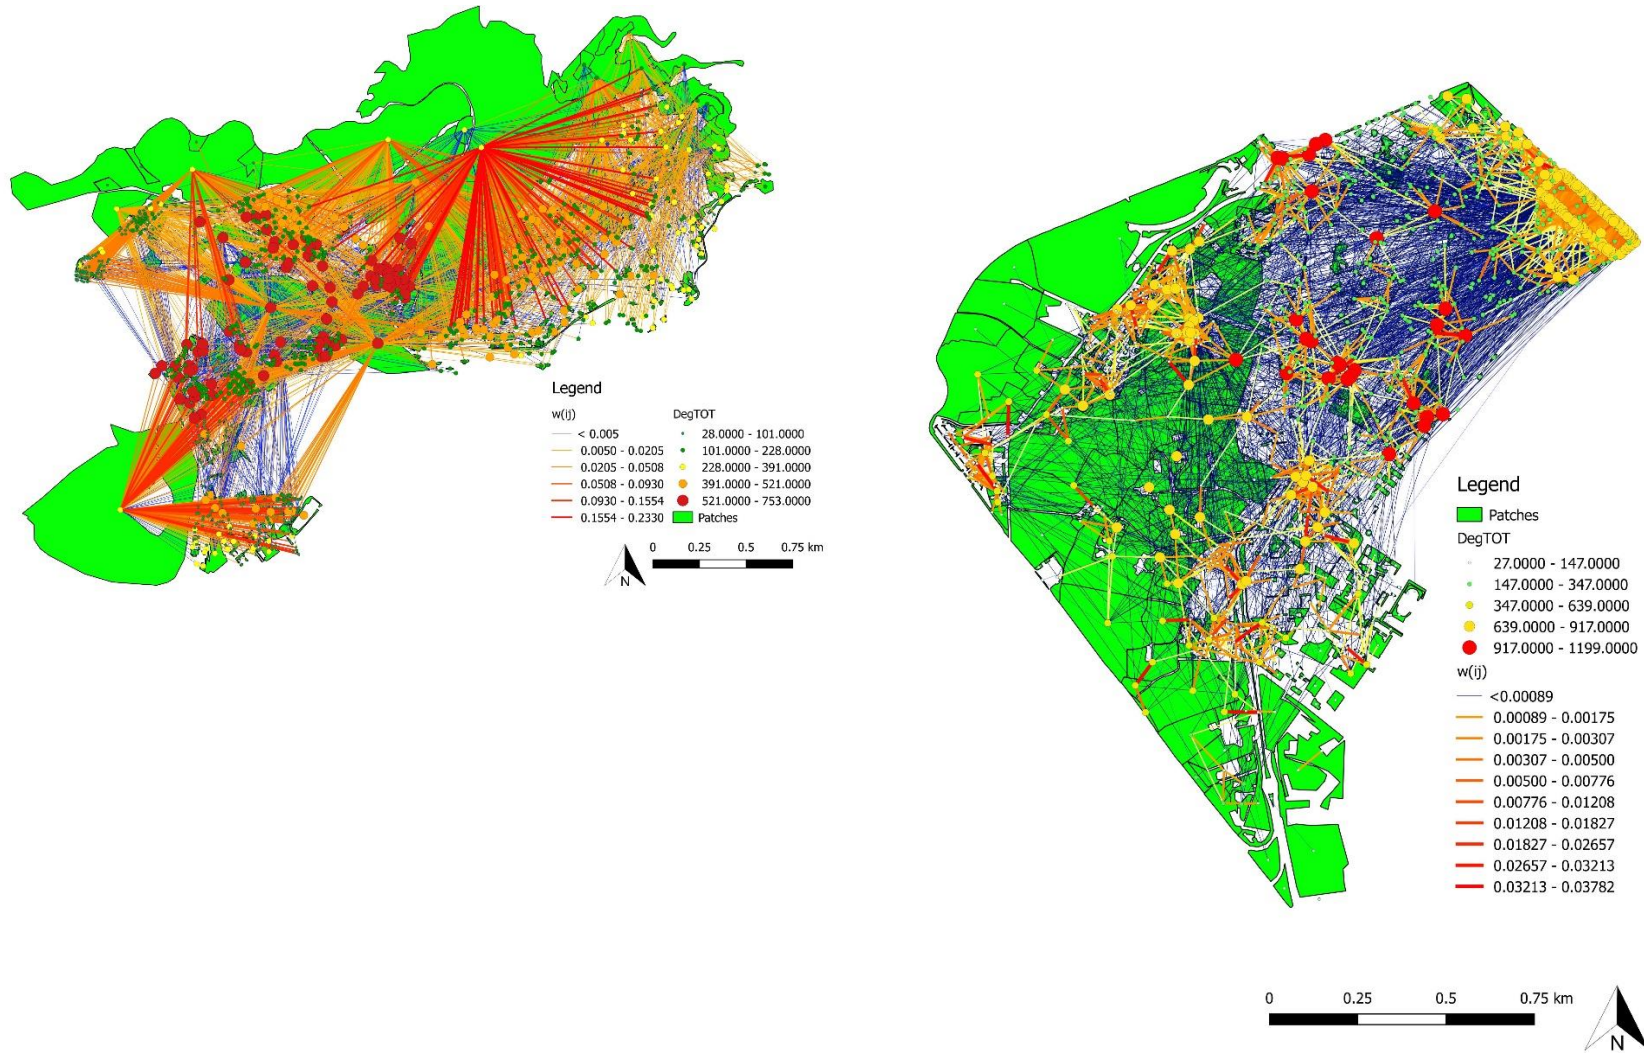 Legend
w(ij) DegTOT
< 0.005 28.0000 - 101.0000
0.0050 - 0.0205 101.0000 - 228.0000
0.0205 - 0.0508 228.0000 - 391.0000
0.0508 - 0.0930 391.0000 - 521.0000
0.0930 - 0.1554 521.0000 - 753.0000
0.1554 - 0.2330 Patches
N
0 0.25 0.5 0.75 km
Legend
Patches
DegTOT
27.0000 - 147.0000
147.0000 - 347.0000
347.0000 - 639.0000
639.0000 - 917.0000
917.0000 - 1199.0000
w(ij)
<0.00089
0.00089 - 0.00175
0.00175 - 0.00307
0.00307 - 0.00500
0.00500 - 0.00776
0.00776 - 0.01208
0.01208 - 0.01827
0.01827 - 0.02657
0.02657 - 0.03213
0.03213 - 0.03782
0 0.25 0.5 0.75 km
N